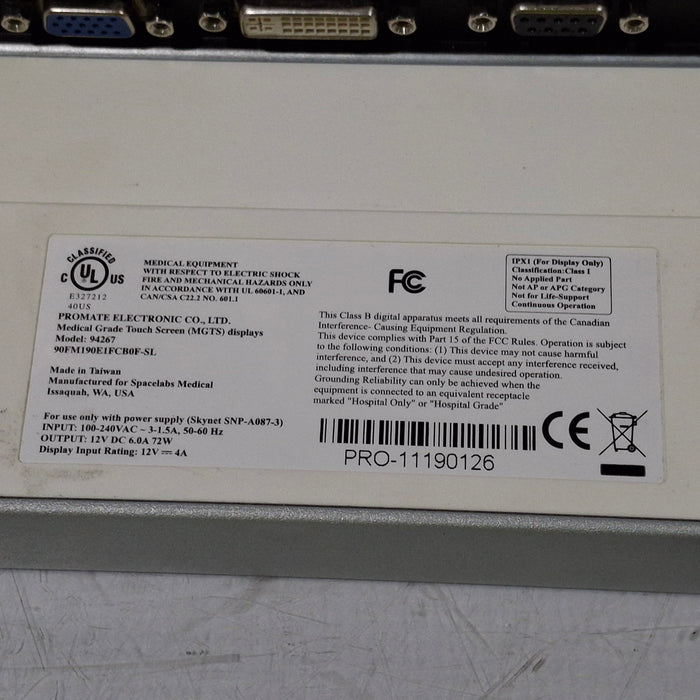 CLASSIFIED
C UL US
E327212
40US
MEDICAL EQUIPMENT
WITH RESPECT TO ELECTRIC SHOCK
FIRE AND MECHANICAL HAZARDS ONLY
IN ACCORDANCE WITH UL 60601-1, AND
CAN/CSA C22.2 NO. 601.1
PROMATE ELECTRONIC CO., LTD.
Medical Grade Touch Screen (MGTS) displays
Model: 94267
90FM190E1FCB0F-SL
Made in Taiwan
Manufactured for Spacelabs Medical
Issaquah, WA, USA
For use only with power supply (Skynet SNP-A087-3)
INPUT: 100-240VAC ~ 3-1.5A, 50-60 Hz
OUTPUT: 12V DC 6.0A 72W
Display Input Rating: 12V ⎓ 4A
FC
IPX1 (For Display Only)
Classification:Class I
No Applied Part
Not AP or APG Category
Not for Life-Support
Continuous Operation
This Class B digital apparatus meets all requirements of the Canadian
Interference- Causing Equipment Regulation.
This device complies with Part 15 of the FCC Rules. Operation is subject
to the following conditions: (1) This device may not cause harmful
interference, and (2) This device must accept any interference received,
including interference that may cause undesired operation.
Grounding Reliability can only be achieved when the
equipment is connected to an equivalent receptacle
marked "Hospital Only" or "Hospital Grade"
PRO-11190126
CE